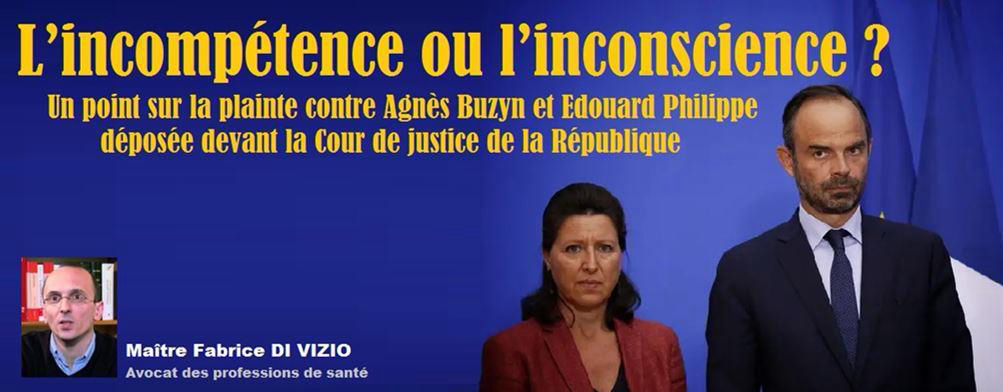 L'incompétence ou l'inconscience ?
Un point sur la plainte contre Agnès Buzyn et Edouard Philippe
déposée devant la Cour de justice de la République
Maître Fabrice DI VIZIO
Avocat des professions de santé